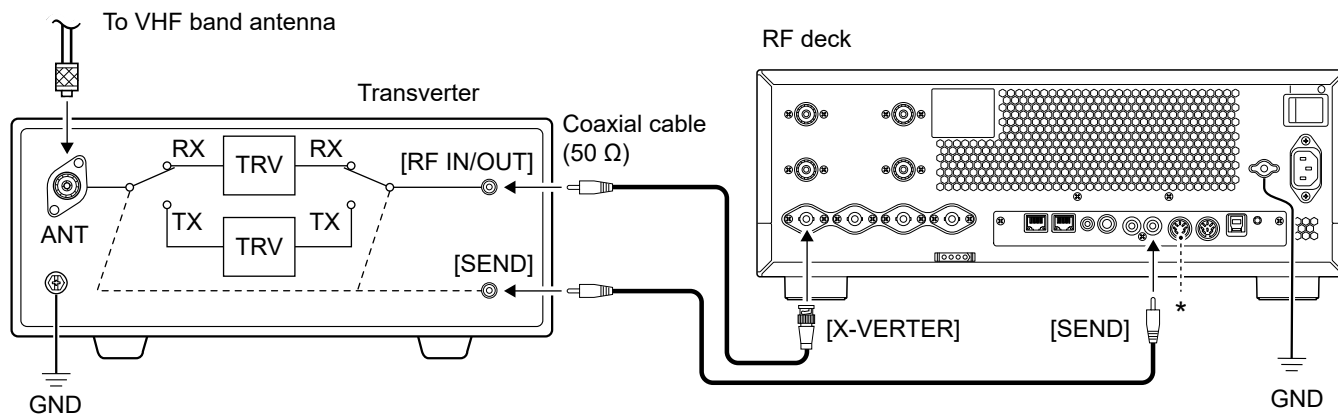 To VHF band antenna
RF deck
Transverter
Coaxial cable
(50 Ω)
RX
TRV
RX
[RF IN/OUT]
TX
TRV
TX
ANT
[SEND]
[X-VERTER]
[SEND]
*
GND
GND